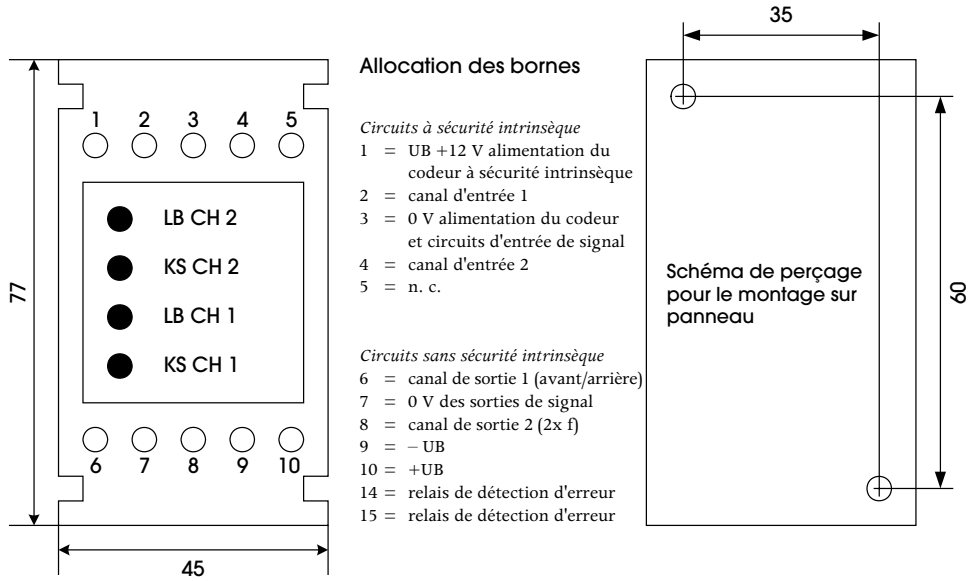 35
Allocation des bornes
1 2 3 4 5
Circuits à sécurité intrinsèque
1 = UB +12 V alimentation du
codeur à sécurité intrinsèque
2 = canal d'entrée 1
3 = 0 V alimentation du codeur
et circuits d'entrée de signal
4 = canal d'entrée 2
5 = n. c.
LB CH 2
KS CH 2
LB CH 1
KS CH 1
77
Schéma de perçage
pour le montage sur
panneau
60
Circuits sans sécurité intrinsèque
6 = canal de sortie 1 (avant/arrière)
7 = 0 V des sorties de signal
8 = canal de sortie 2 (2x f)
9 = – UB
10 = +UB
14 = relais de détection d'erreur
15 = relais de détection d'erreur
6 7 8 9 10
45